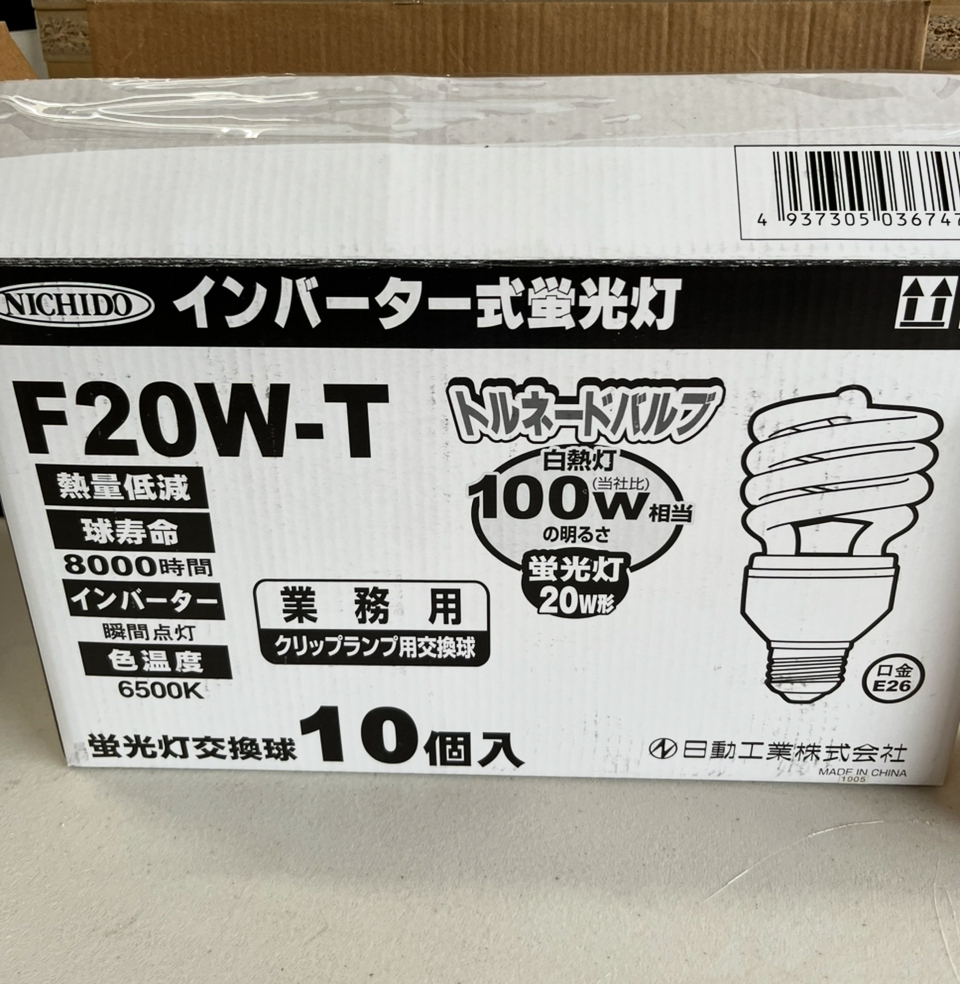 4 937305 036747
NICHIDO インバーター式蛍光灯
F20W-T
熱量低減
球寿命
8000時間
インバーター
瞬間点灯
色温度
6500K
業務用
クリップランプ用交換球
トルネードバルブ
白熱灯
(当社比)
100W相当
の明るさ
蛍光灯
20W形
口金
E26
蛍光灯交換球10個入
日動工業株式会社
MADE IN CHINA
1005